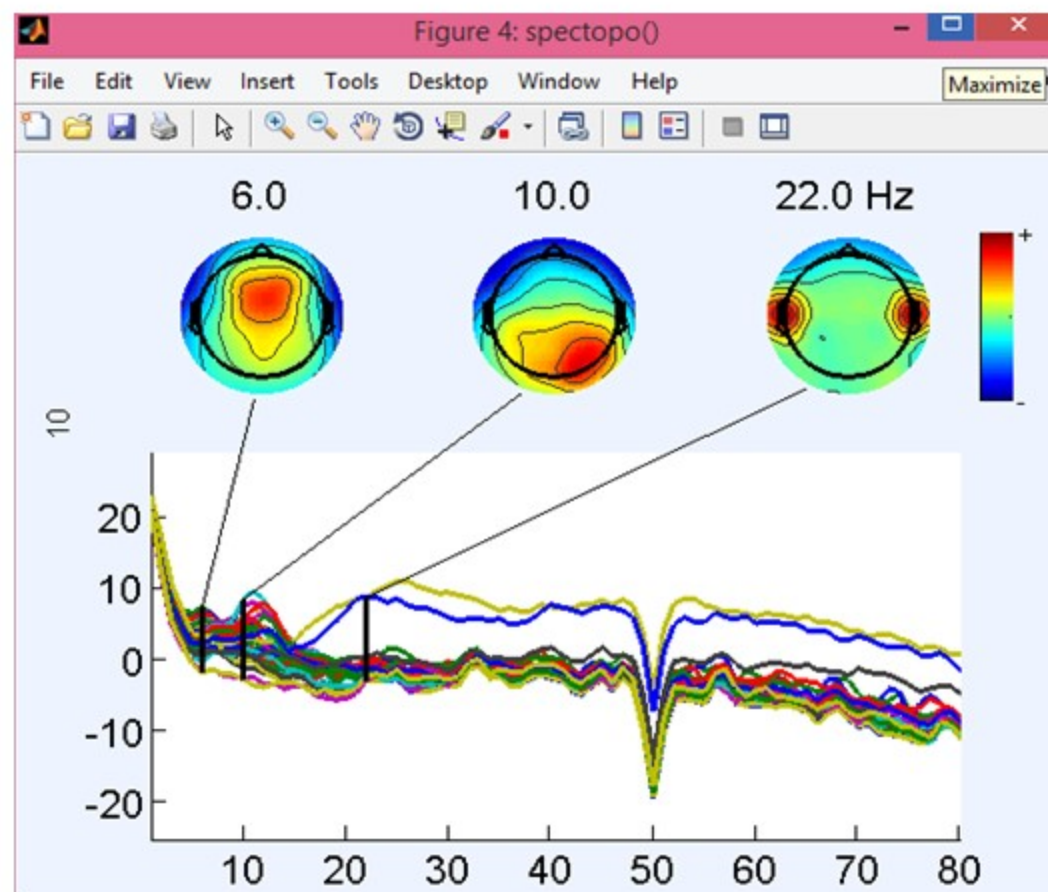 Figure 4: spectopo()
File Edit View Insert Tools Desktop Window Help
Maximize
6.0 10.0 22.0 Hz
+
-
10
20
10
0
-10
-20
10 20 30 40 50 60 70 80